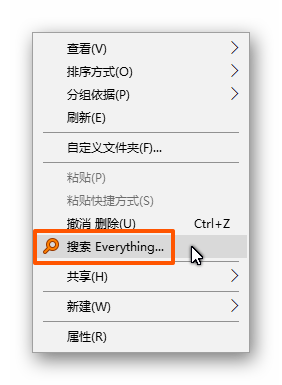 查看(V)
排序方式(O)
分组依据(P)
刷新(E)
自定义文件夹(F)...
粘贴(P)
粘贴快捷方式(S)
撤消 删除(U) Ctrl+Z
搜索 Everything...
共享(H)
新建(W)
属性(R)